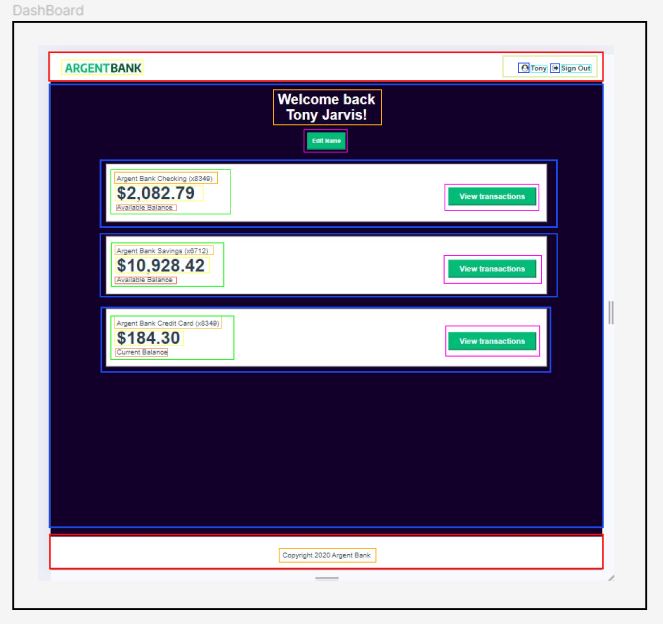 DashBoard
ARGENTBANK
Tony Sign Out
Welcome back
Tony Jarvis!
Edit Name
Argent Bank Checking (x8349)
$2,082.79
Available Balance
View transactions
Argent Bank Savings (x6712)
$10,928.42
Available Balance
View transactions
Argent Bank Credit Card (x8349)
$184.30
Current Balance
View transactions
Copyright 2020 Argent Bank